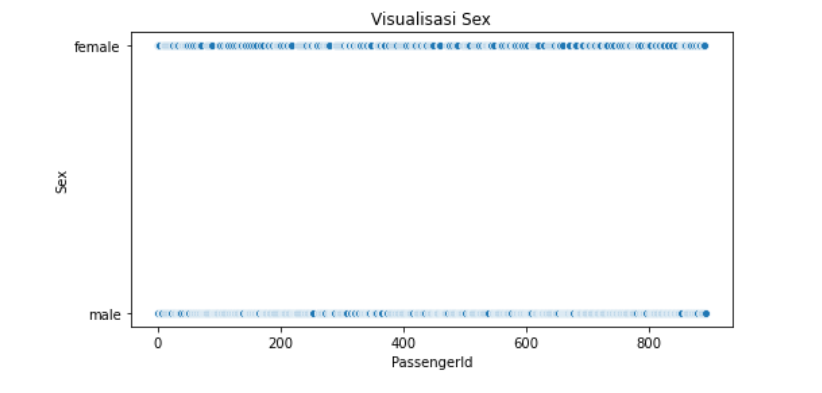 Visualisasi Sex
female
Sex
male
0 200 400 600 800
PassengerId